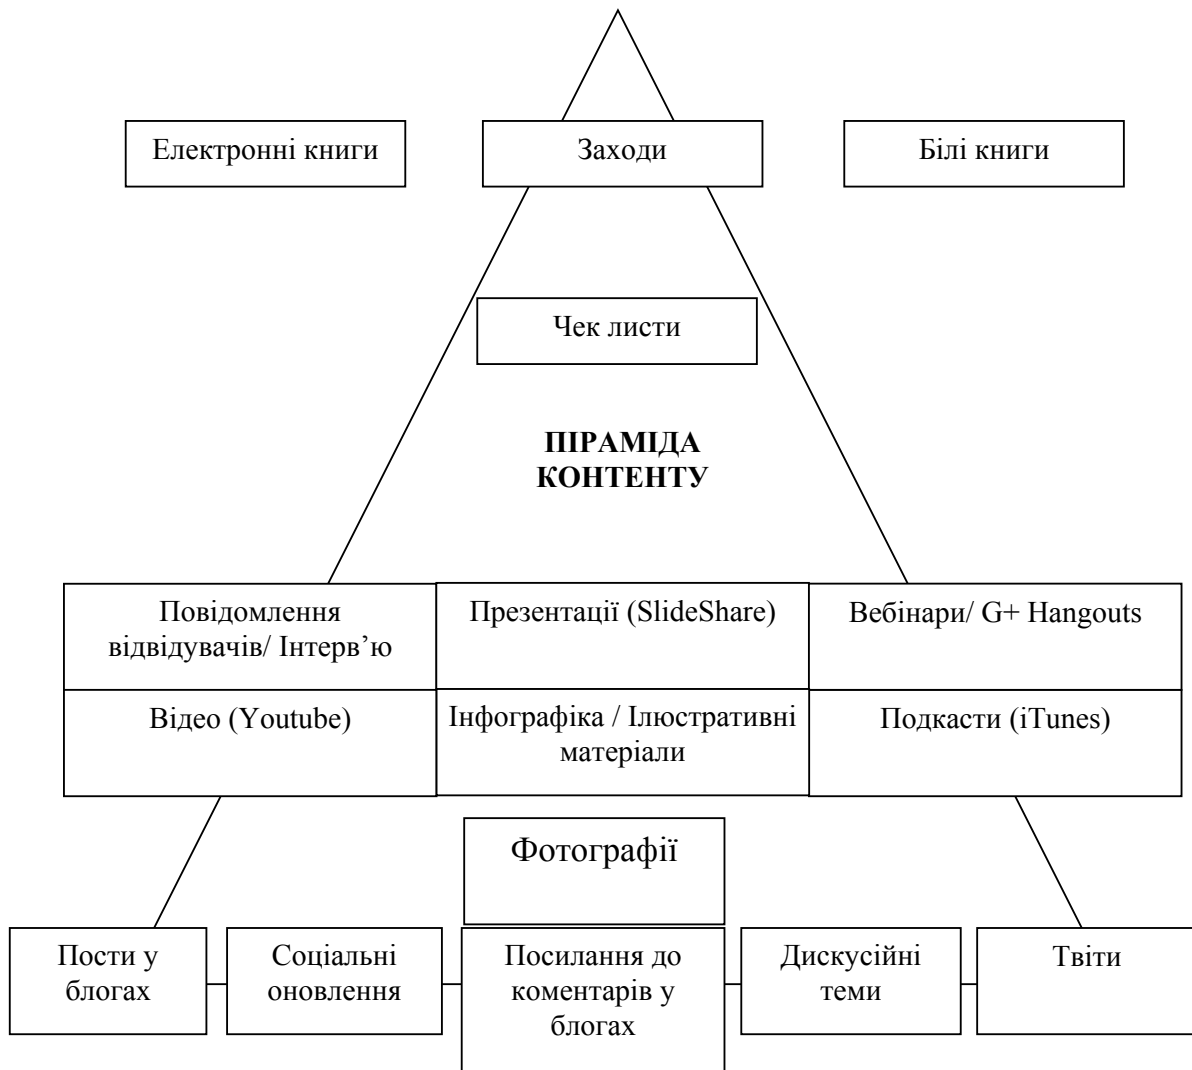 Електронні книги
Заходи
Білі книги
Чек листи
ПІРАМІДА
КОНТЕНТУ
Повідомлення
відвідувачів/ Інтерв’ю
Презентації (SlideShare)
Вебінари/ G+ Hangouts
Відео (Youtube)
Інфографіка / Ілюстративні
матеріали
Подкасти (iTunes)
Фотографії
Пости у
блогах
Соціальні
оновлення
Посилання до
коментарів у
блогах
Дискусійні
теми
Твіти